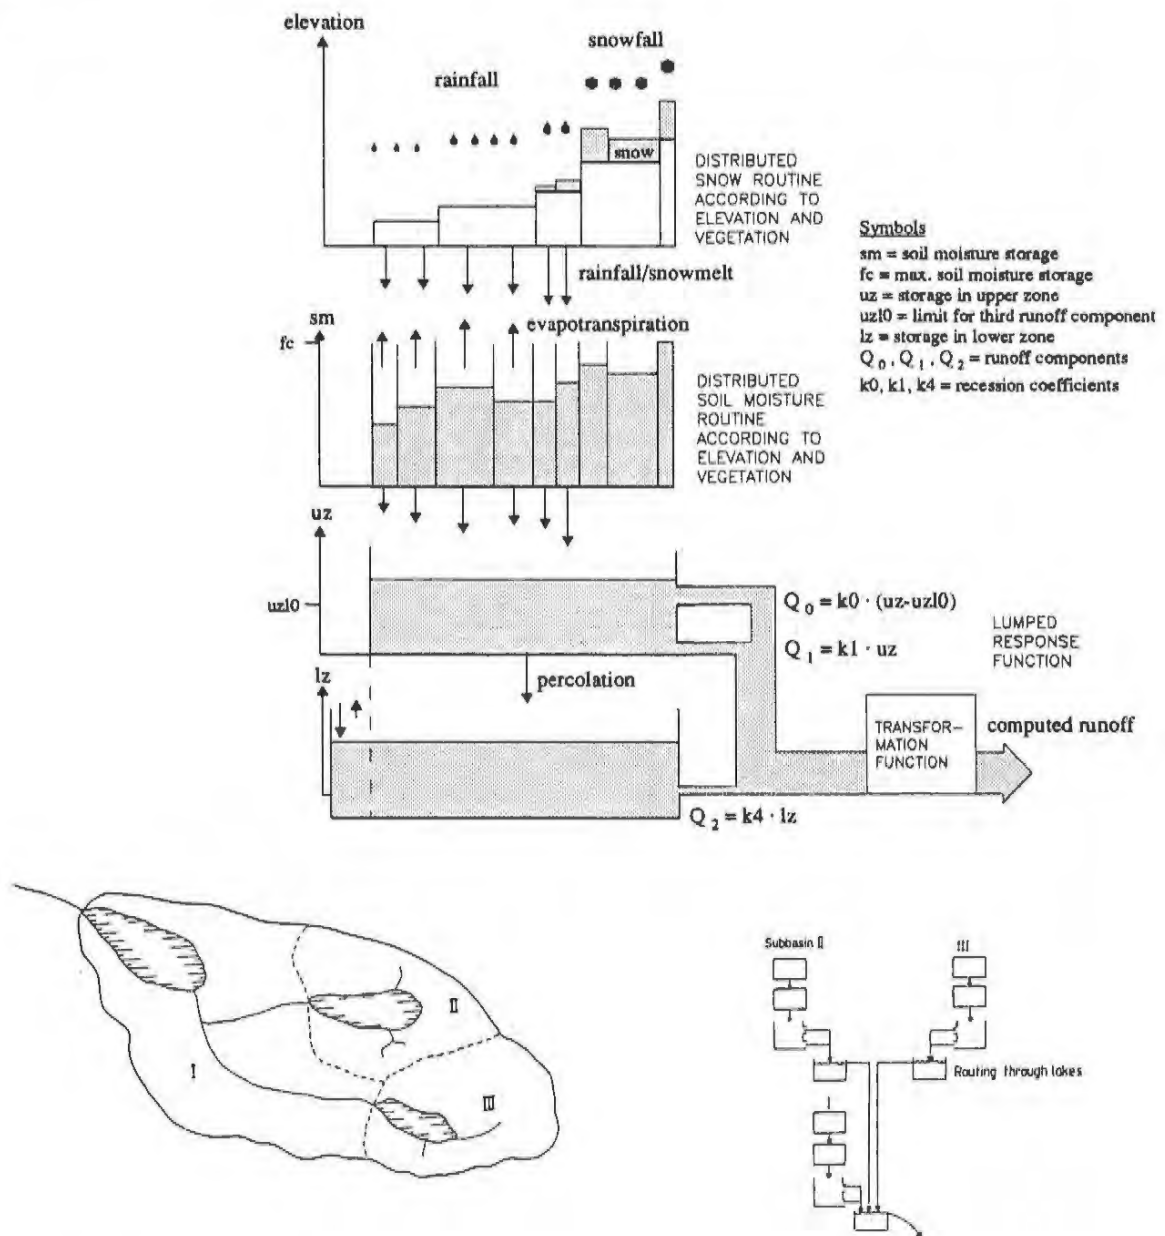 elevation
snowfall
rainfall
snow
DISTRIBUTED
SNOW ROUTINE
ACCORDING TO
ELEVATION AND
VEGETATION
rainfall/snowmelt
Symbols
sm = soil moisture storage
fc = max. soil moisture storage
uz = storage in upper zone
uzl0 = limit for third runoff component
lz = storage in lower zone
Q0, Q1, Q2 = runoff components
k0, k1, k4 = recession coefficients
sm
fc
evapotranspiration
DISTRIBUTED
SOIL MOISTURE
ROUTINE
ACCORDING TO
ELEVATION AND
VEGETATION
uz
uzl0
Q0 = k0 · (uz-uzl0)
Q1 = k1 · uz
LUMPED
RESPONSE
FUNCTION
percolation
lz
TRANSFOR-
MATION
FUNCTION
computed runoff
Q2 = k4 · lz
I
II
III
Subbasin II
III
Routing through lakes
I